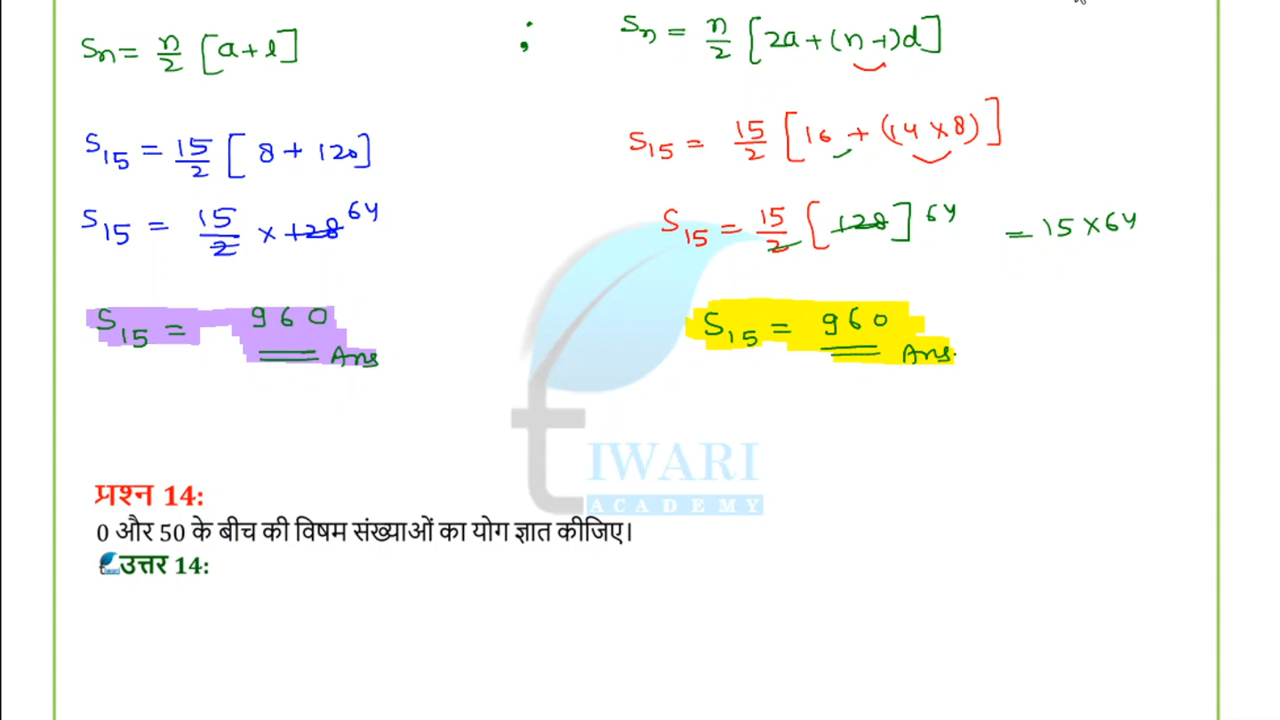 Sn = n/2 [a+l] ; Sn = n/2 [2a+(n-1)d]
S15 = 15/2 [8+120]
S15 = 15/2 [16+(14×8)]
S15 = 15/2 × 128 64
S15 = 15/2 [128] 64 = 15×64
S15 = 960
Ans
S15 = 960
Ans.
tIWARI
ACADEMY
प्रश्न 14:
0 और 50 के बीच की विषम संख्याओं का योग ज्ञात कीजिए।
उत्तर 14: